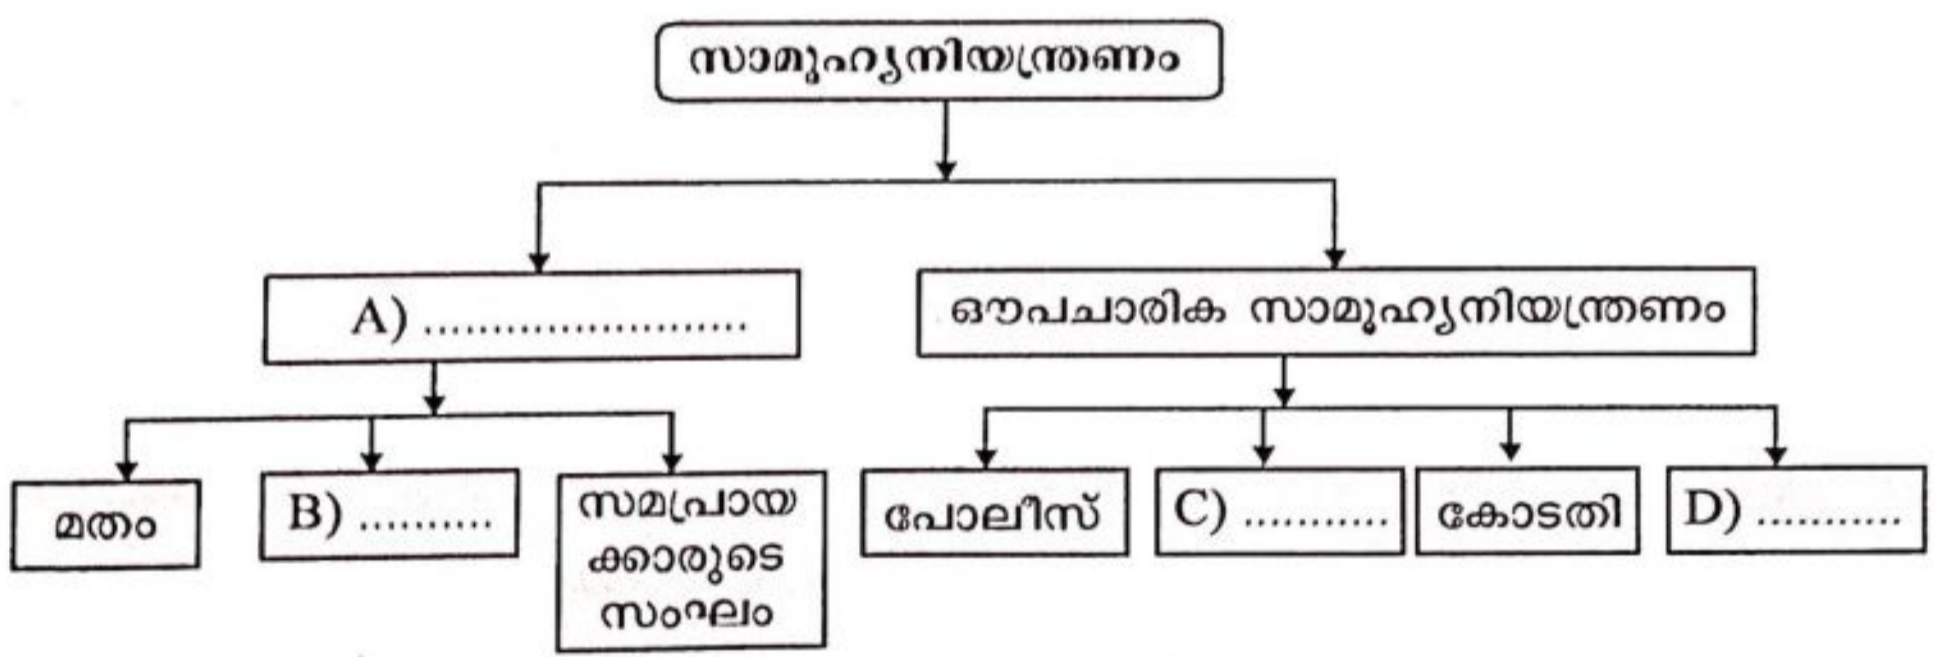 സാമൂഹ്യനിയന്ത്രണം
A) ........................
ഔപചാരിക സാമൂഹ്യനിയന്ത്രണം
മതം
B) ..........
സമപ്രായ
ക്കാരുടെ
സംഘം
പോലീസ്
C) ...........
കോടതി
D) ...........